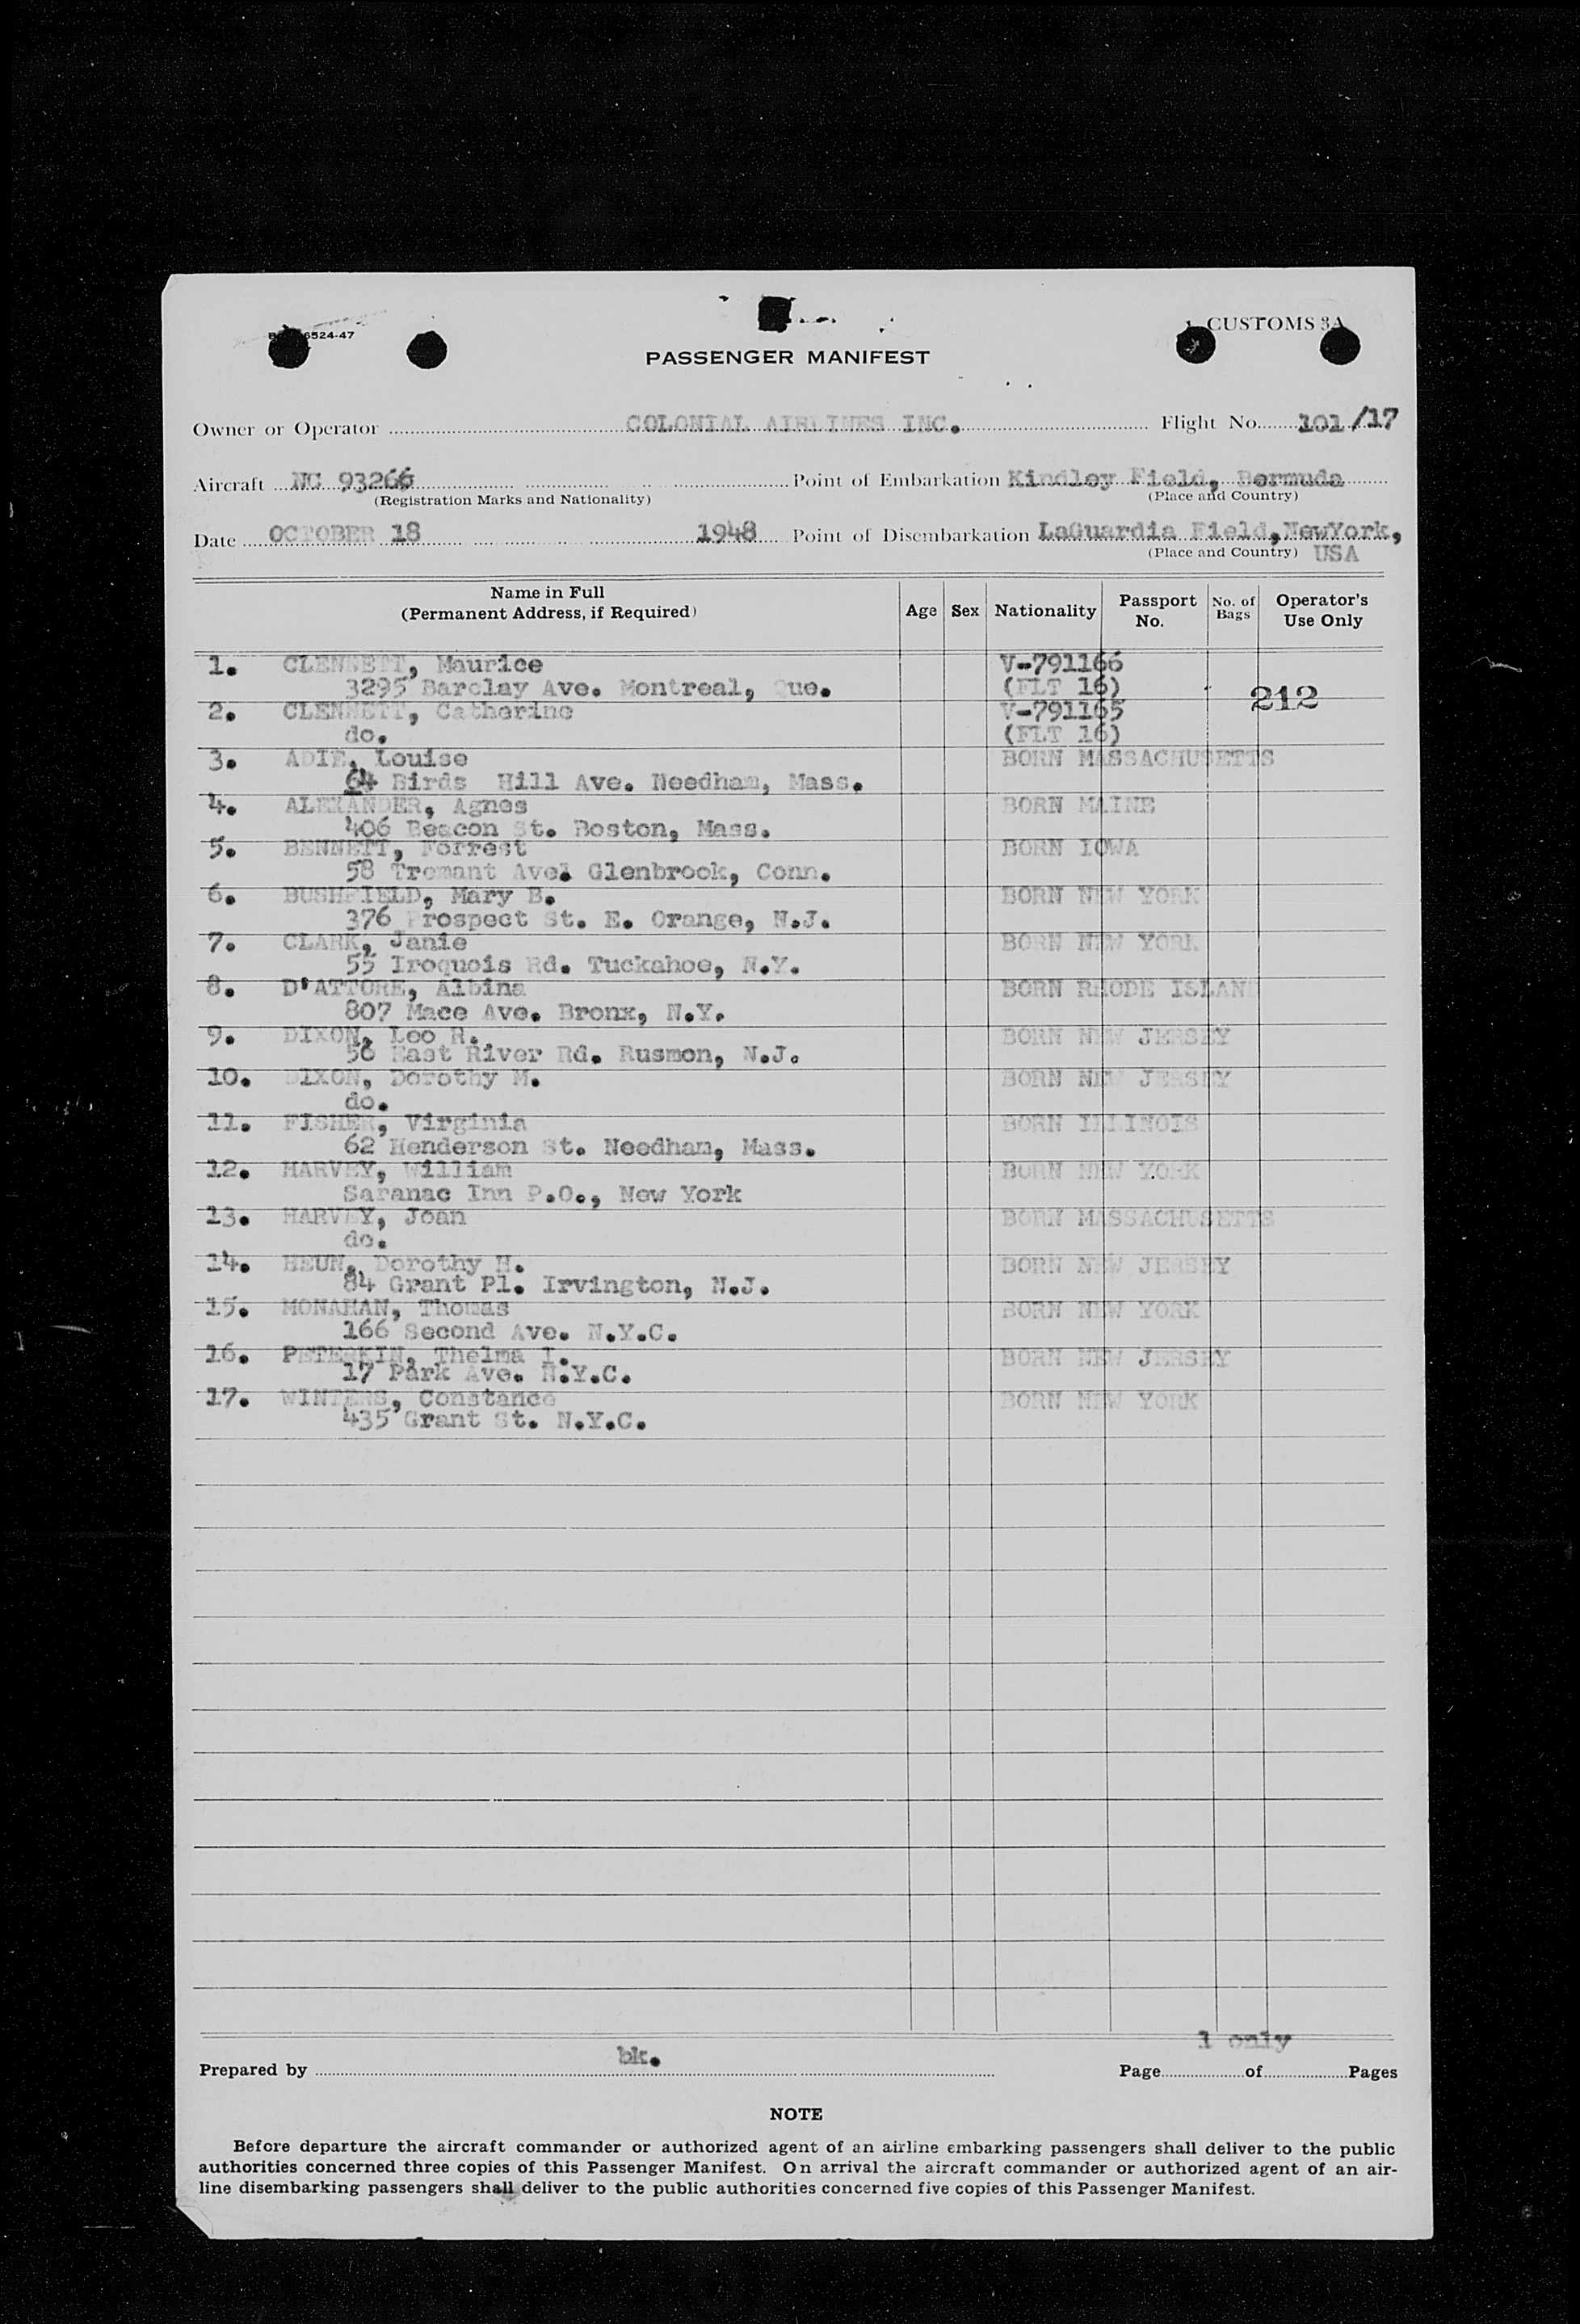 6524-47
CUSTOMS 3A
PASSENGER MANIFEST
Owner or Operator COLONIAL AIRLINES INC. Flight No. 101/17
Aircraft NC 93266 Point of Embarkation Kindley Field, Bermuda
(Registration Marks and Nationality) (Place and Country)
Date OCTOBER 18 1948 Point of Disembarkation LaGuardia Field, NewYork,
(Place and Country) USA
Name in Full (Permanent Address, if Required) Age Sex Nationality Passport No. No. of Bags Operator's Use Only
1. CLENNETT, Maurice V-791166
3295 Barclay Ave. Montreal, Que. (FLT 16) 212
2. CLENNETT, Catherine V-791165
do. (FLT 16)
3. ADIE, Louise BORN MASSACHUSETTS
64 Birds Hill Ave. Needham, Mass.
4. ALEXANDER, Agnes BORN MAINE
406 Beacon St. Boston, Mass.
5. BENNETT, Forrest BORN IOWA
58 Tremant Ave. Glenbrook, Conn.
6. BUSHFIELD, Mary B. BORN NEW YORK
376 Prospect St. E. Orange, N.J.
7. CLARK, Janie BORN NEW YORK
55 Iroquois Rd. Tuckahoe, N.Y.
8. D'ATTORE, Albina BORN RHODE ISLAND
807 Mace Ave. Bronx, N.Y.
9. DIXON, Leo R. BORN NEW JERSEY
56 East River Rd. Rusmon, N.J.
10. DIXON, Dorothy M. BORN NEW JERSEY
do.
11. FISHER, Virginia BORN ILLINOIS
62 Henderson St. Needham, Mass.
12. HARVEY, William BORN NEW YORK
Saranac Inn P.O., New York
13. HARVEY, Joan BORN MASSACHUSETTS
do.
14. HEUN, Dorothy H. BORN NEW JERSEY
84 Grant Pl. Irvington, N.J.
15. MONAHAN, Thomas BORN NEW YORK
166 Second Ave. N.Y.C.
16. PETERKIN, Thelma I. BORN NEW JERSEY
17 Park Ave. N.Y.C.
17. WINTERS, Constance BORN NEW YORK
435 Grant St. N.Y.C.
1 only
Prepared by bk. Page of Pages
NOTE
Before departure the aircraft commander or authorized agent of an airline embarking passengers shall deliver to the public
authorities concerned three copies of this Passenger Manifest. On arrival the aircraft commander or authorized agent of an air-
line disembarking passengers shall deliver to the public authorities concerned five copies of this Passenger Manifest.